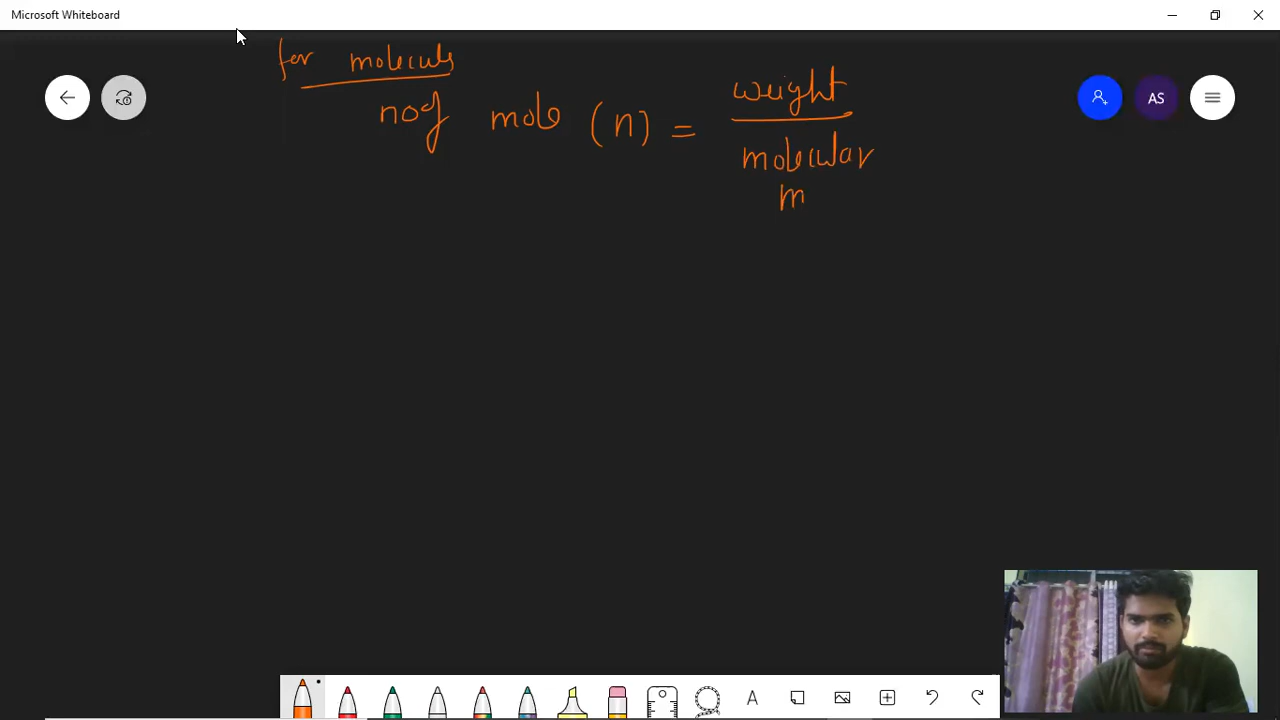 Microsoft Whiteboard
for molecule
no of mole (n) = weight
molecular
m
AS
A